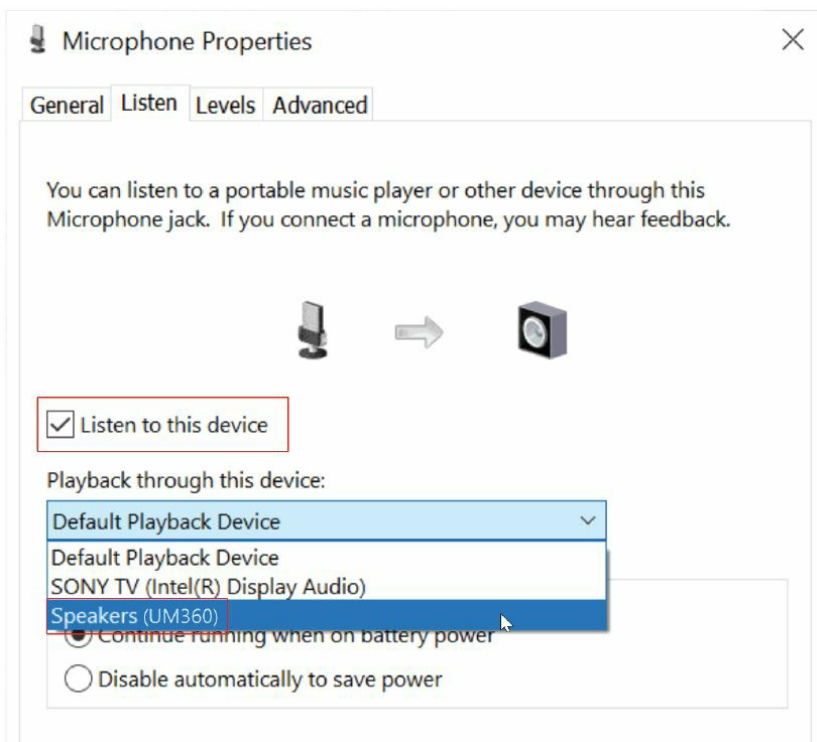 Microphone Properties
General Listen Levels Advanced
You can listen to a portable music player or other device through this
Microphone jack. If you connect a microphone, you may hear feedback.
Listen to this device
Playback through this device:
Default Playback Device
Default Playback Device
SONY TV (Intel(R) Display Audio)
Speakers (UM360)
Continue running when on battery power
Disable automatically to save power